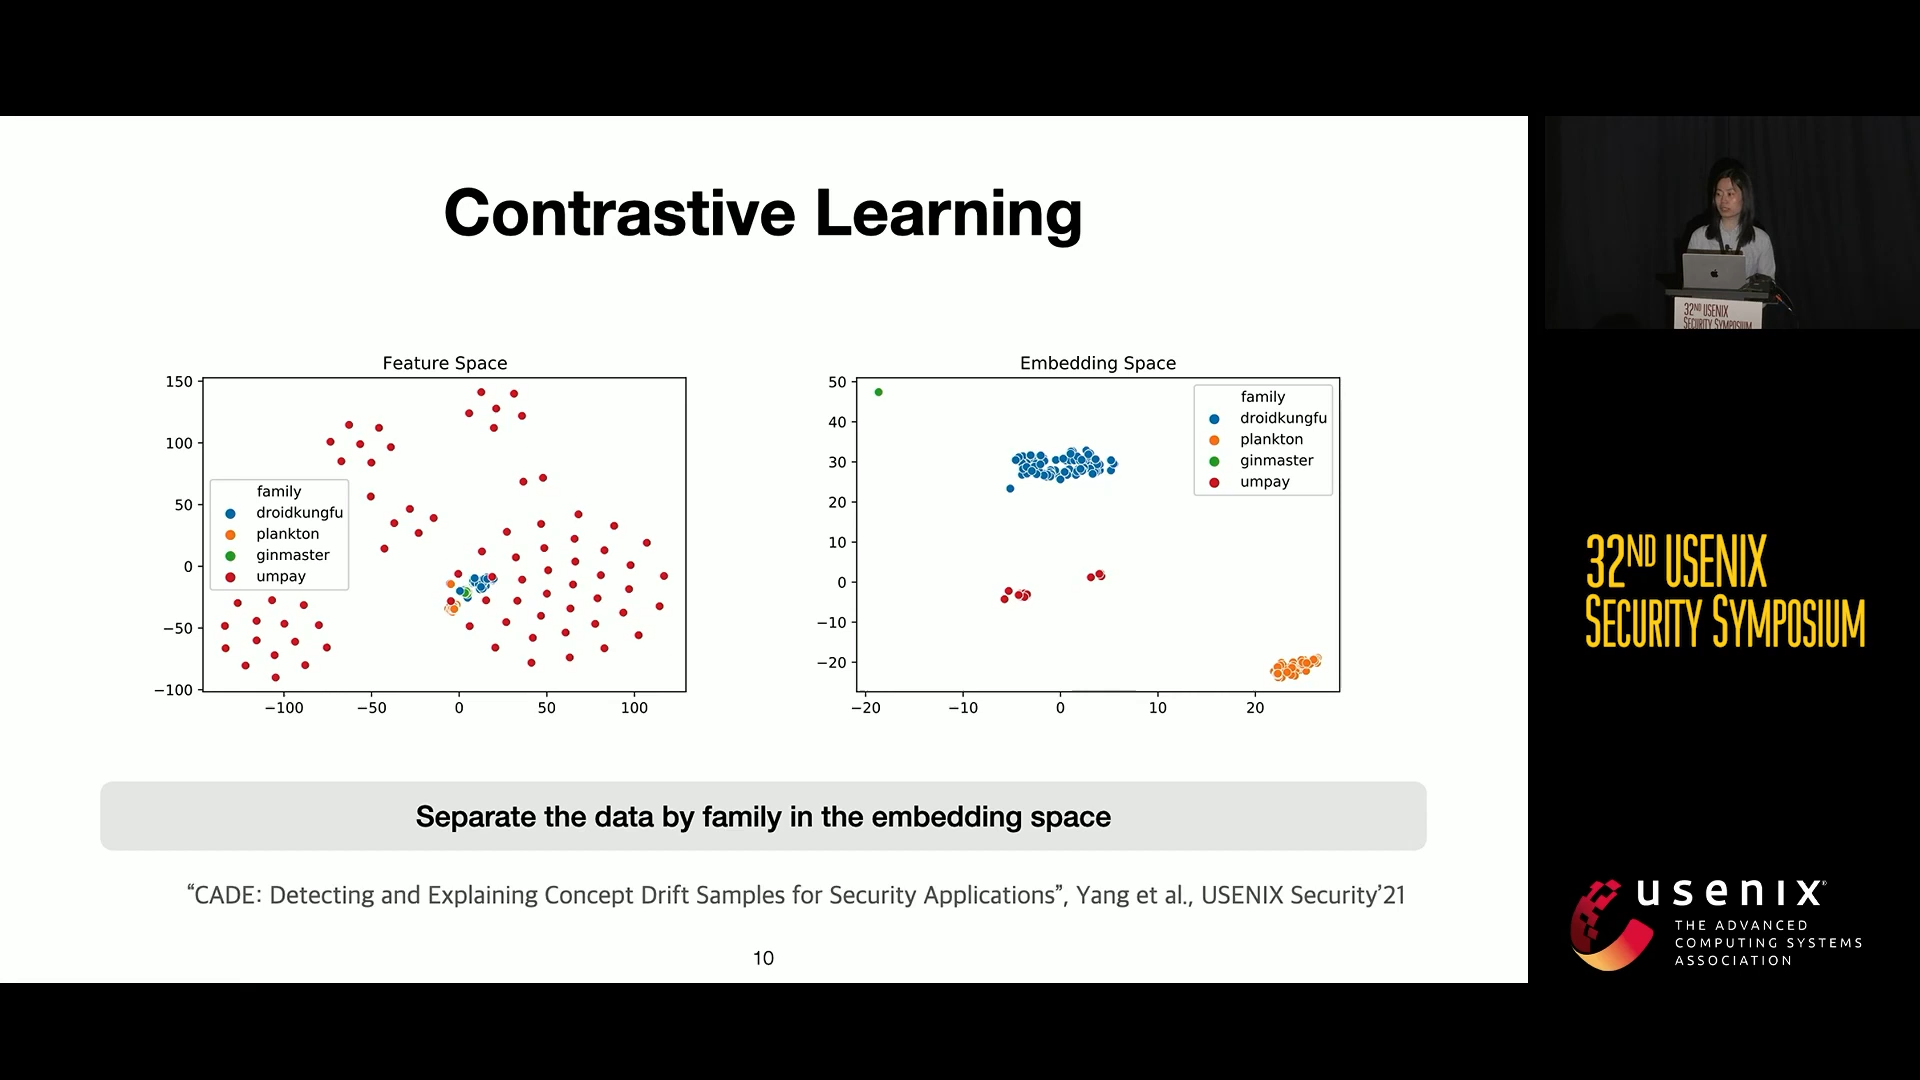 Contrastive Learning
Feature Space
150
100
50
0
−50
−100
−100
−50
0
50
100
family
droidkungfu
plankton
ginmaster
umpay
Embedding Space
50
40
30
20
10
0
−10
−20
−20
−10
0
10
20
family
droidkungfu
plankton
ginmaster
umpay
Separate the data by family in the embedding space
“CADE: Detecting and Explaining Concept Drift Samples for Security Applications”, Yang et al., USENIX Security’21
10
32ND USENIX
SECURITY SYMPOSIUM
32ND USENIX
SECURITY SYMPOSIUM
usenix®
THE ADVANCED
COMPUTING SYSTEMS
ASSOCIATION